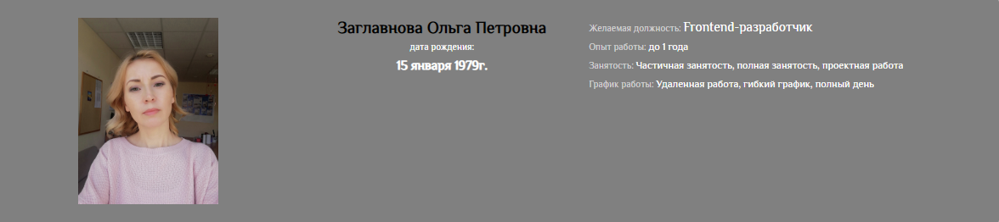 Заглавнова Ольга Петровна
дата рождения:
15 января 1979г.
Желаемая должность: Frontend-разработчик
Опыт работы: до 1 года
Занятость: Частичная занятость, полная занятость, проектная работа
График работы: Удаленная работа, гибкий график, полный день